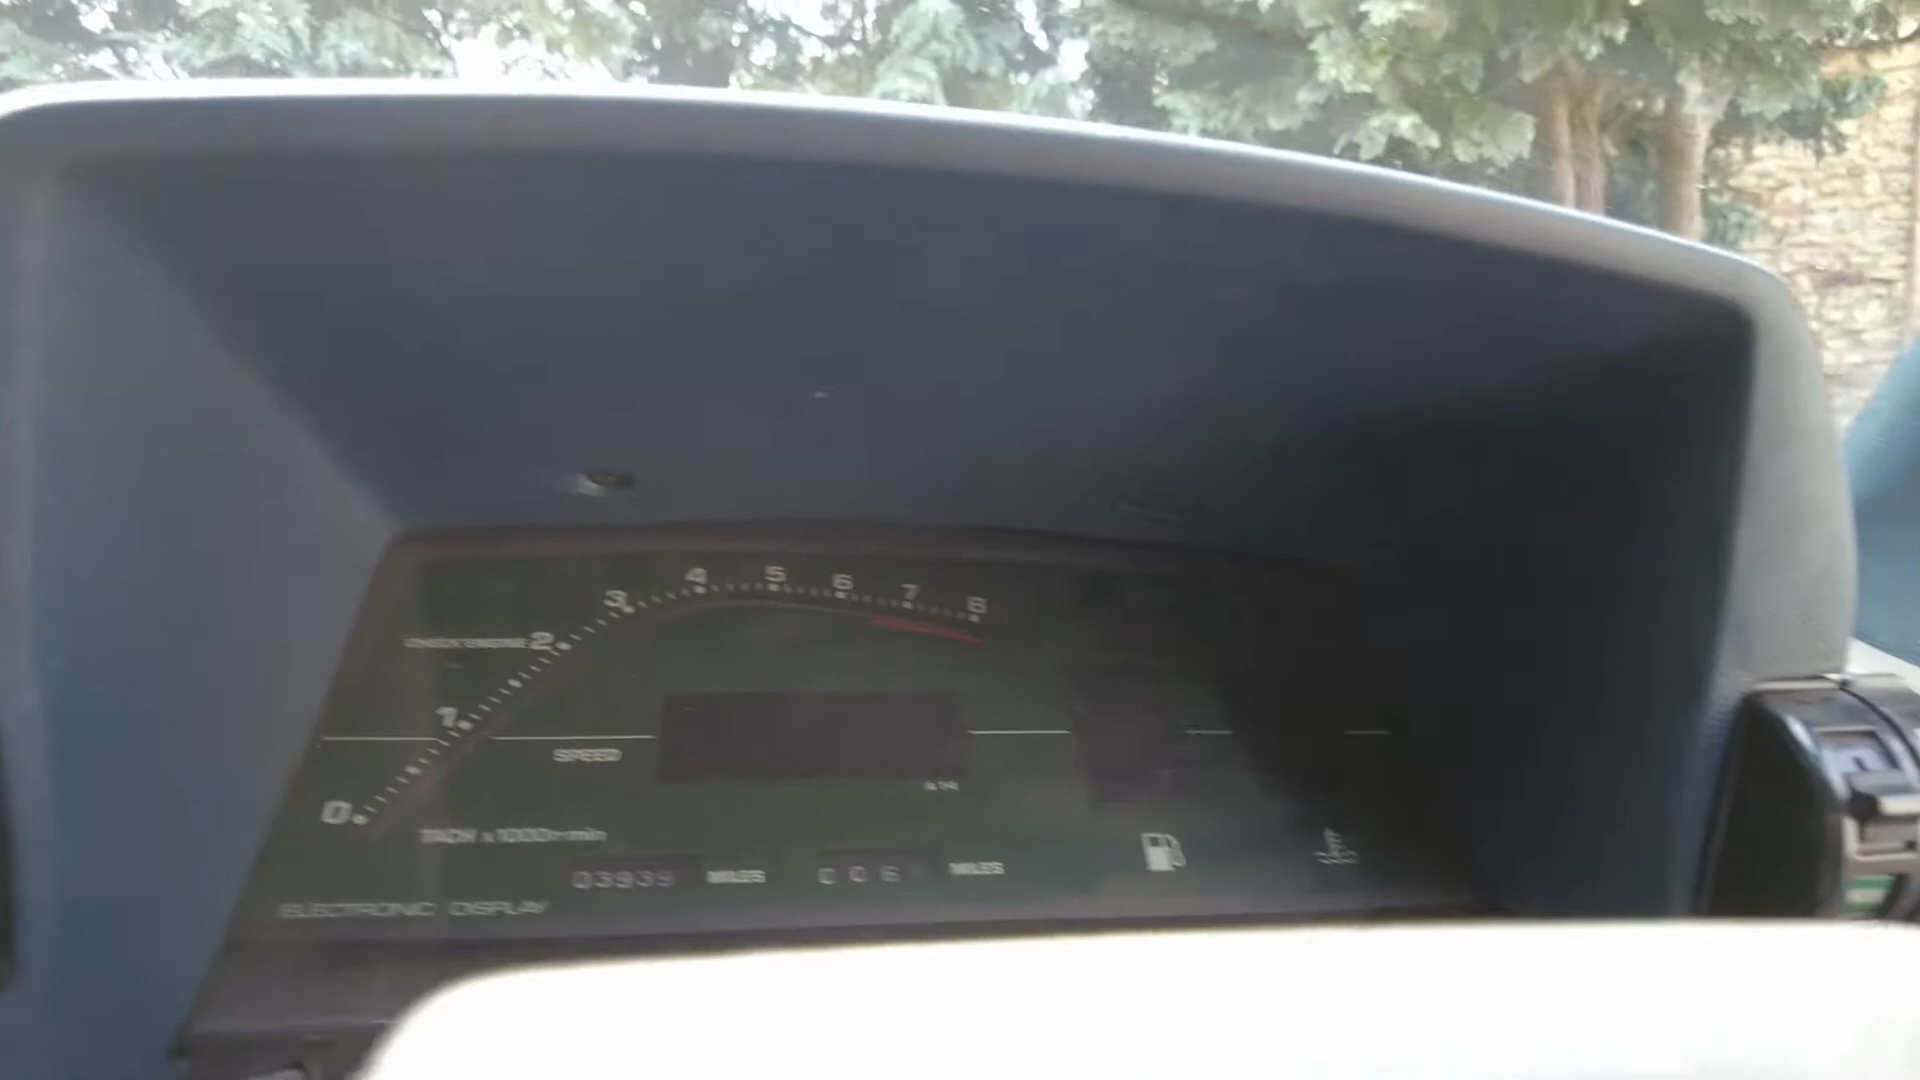 0 1 2 3 4 5 6 7 8
CHECK ENGINE
SPEED
TACH x1000r/min
03939 MILES 006 MILES
ELECTRONIC DISPLAY